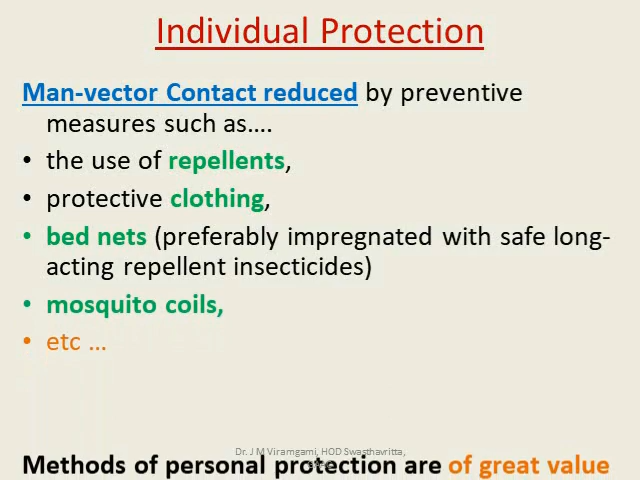 Individual Protection
Man-vector Contact reduced by preventive
measures such as….
• the use of repellents,
• protective clothing,
• bed nets (preferably impregnated with safe long-
acting repellent insecticides)
• mosquito coils,
• etc …
Dr. J M Viramgami, HOD Swasthavritta,
Methods of personal protection are of great value